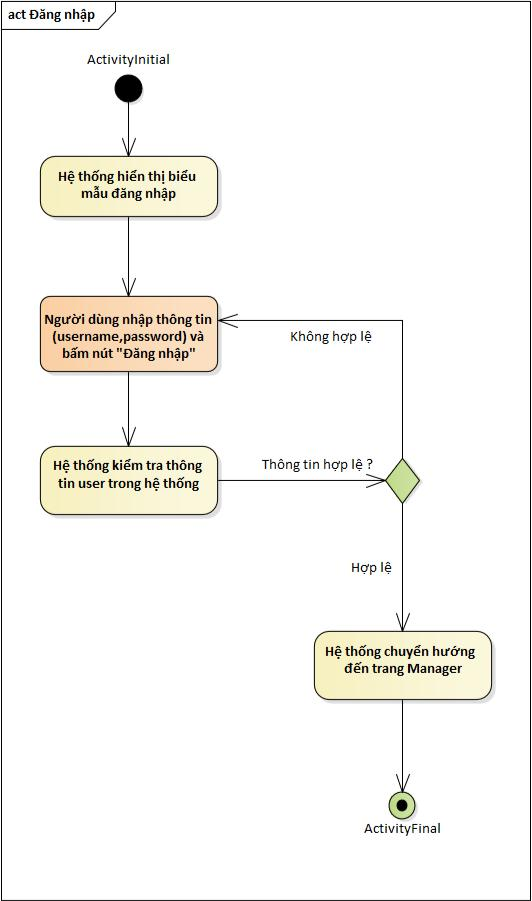 act Đăng nhập
ActivityInitial
Hệ thống hiển thị biểu
mẫu đăng nhập
Người dùng nhập thông tin
(username,password) và
bấm nút "Đăng nhập"
Không hợp lệ
Hệ thống kiểm tra thông
tin user trong hệ thống
Thông tin hợp lệ ?
Hợp lệ
Hệ thống chuyển hướng
đến trang Manager
ActivityFinal